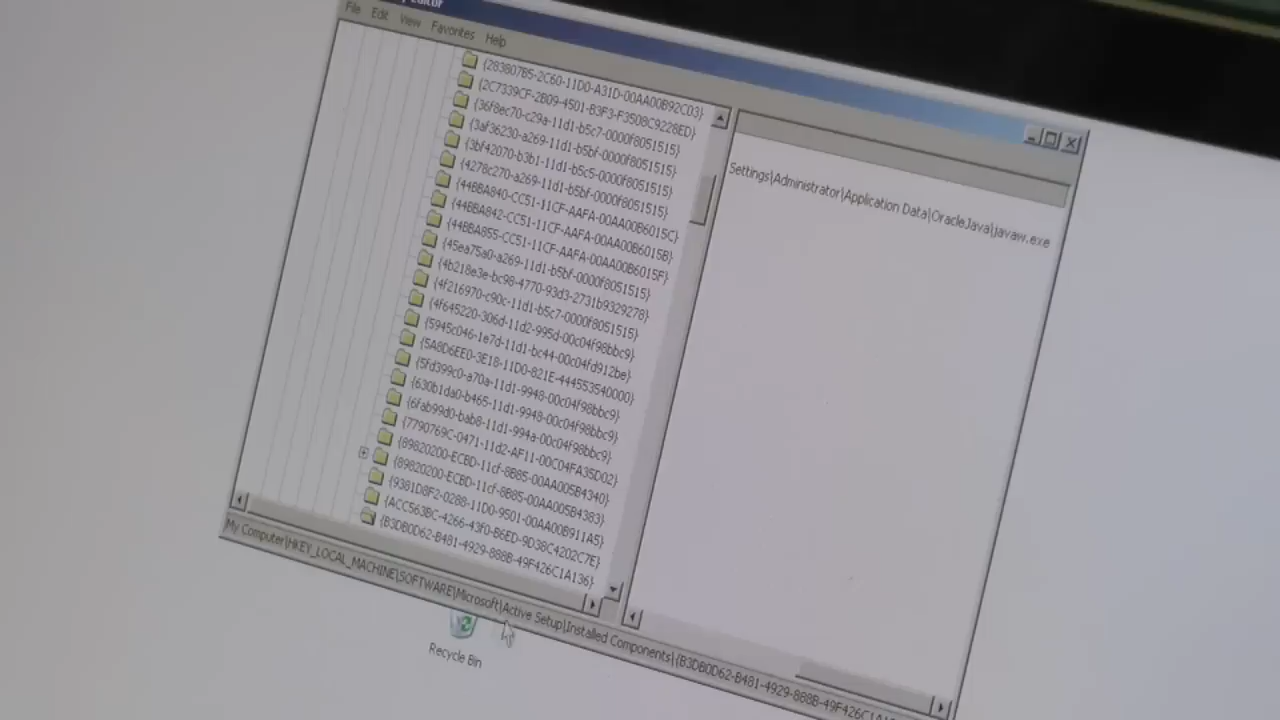 Editor
File Edit View Favorites Help
{283807B5-2C60-11D0-A31D-00AA00B92C03}
{2C7339CF-2B09-4501-B3F3-F3508C9228ED}
{36f8ec70-c29a-11d1-b5c7-0000f8051515}
{3af36230-a269-11d1-b5bf-0000f8051515}
{3bf42070-b3b1-11d1-b5c5-0000f8051515}
{4278c270-a269-11d1-b5bf-0000f8051515}
{44BBA840-CC51-11CF-AAFA-00AA00B6015C}
{44BBA842-CC51-11CF-AAFA-00AA00B6015B}
{44BBA855-CC51-11CF-AAFA-00AA00B6015F}
{45ea75a0-a269-11d1-b5bf-0000f8051515}
{4b218e3e-bc98-4770-93d3-2731b9329278}
{4f216970-c90c-11d1-b5c7-0000f8051515}
{4f645220-306d-11d2-995d-00c04f98bbc9}
{5945c046-1e7d-11d1-bc44-00c04fd912be}
{5A8D6EE0-3E18-11D0-821E-444553540000}
{5fd399c0-a70a-11d1-9948-00c04f98bbc9}
{630b1da0-b465-11d1-9948-00c04f98bbc9}
{6fab99d0-bab8-11d1-994a-00c04f98bbc9}
{7790769C-0471-11d2-AF11-00C04FA35D02}
{89820200-ECBD-11cf-8B85-00AA005B4340}
{89820200-ECBD-11cf-8B85-00AA005B4383}
{9381D8F2-0288-11D0-9501-00AA00B911A5}
{ACC563BC-4266-43f0-B6ED-9D38C4202C7E}
{B3DB0D62-B481-4929-888B-49F426C1A136}
Settings\Administrator\Application Data\OracleJava\javaw.exe
My Computer\HKEY_LOCAL_MACHINE\SOFTWARE\Microsoft\Active Setup\Installed Components\{B3DB0D62-B481-4929-888B-49F426C1A13
Recycle Bin